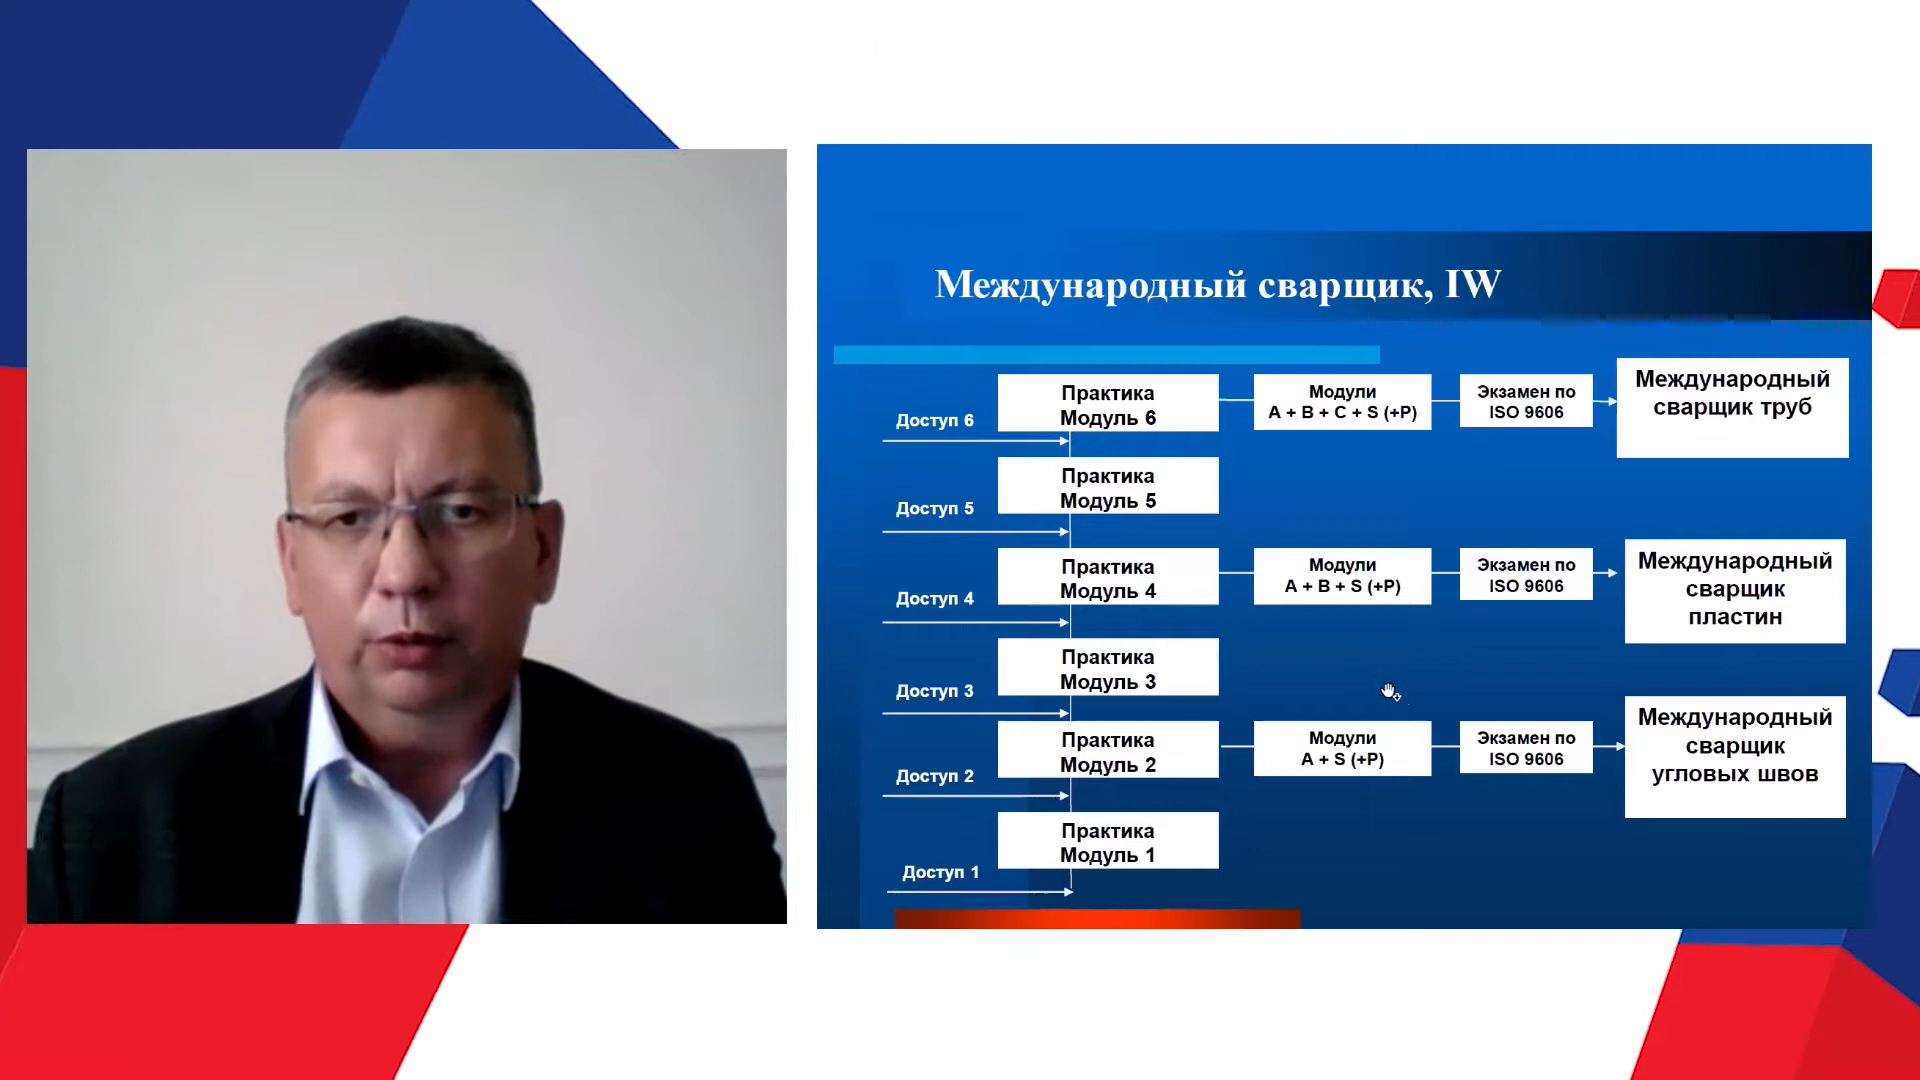 Международный сварщик, IW
Доступ 6
Практика
Модуль 6
Модули
A + B + C + S (+P)
Экзамен по
ISO 9606
Международный
сварщик труб
Доступ 5
Практика
Модуль 5
Доступ 4
Практика
Модуль 4
Модули
A + B + S (+P)
Экзамен по
ISO 9606
Международный
сварщик
пластин
Доступ 3
Практика
Модуль 3
Доступ 2
Практика
Модуль 2
Модули
A + S (+P)
Экзамен по
ISO 9606
Международный
сварщик
угловых швов
Доступ 1
Практика
Модуль 1